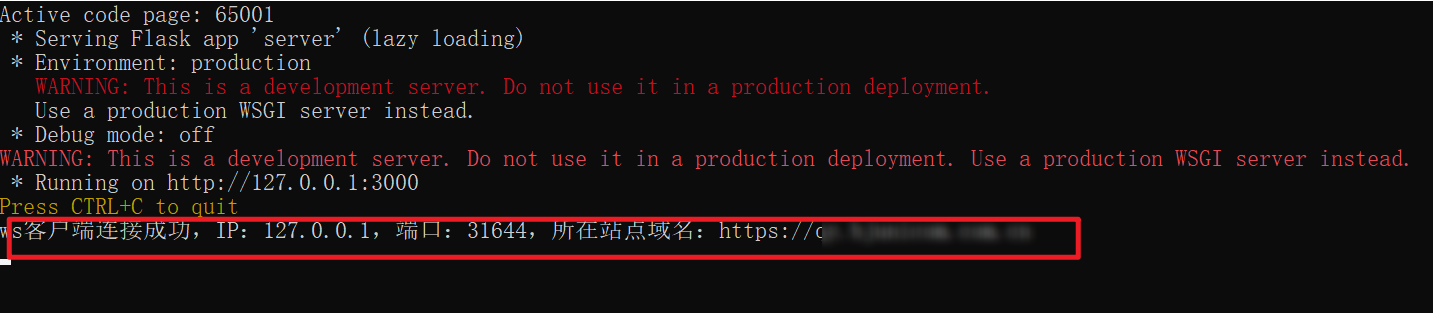 Active code page: 65001
* Serving Flask app 'server' (lazy loading)
* Environment: production
WARNING: This is a development server. Do not use it in a production deployment.
Use a production WSGI server instead.
* Debug mode: off
WARNING: This is a development server. Do not use it in a production deployment. Use a production WSGI server instead.
* Running on http://127.0.0.1:3000
Press CTRL+C to quit
ws客户端连接成功，IP：127.0.0.1，端口：31644，所在站点域名：https://